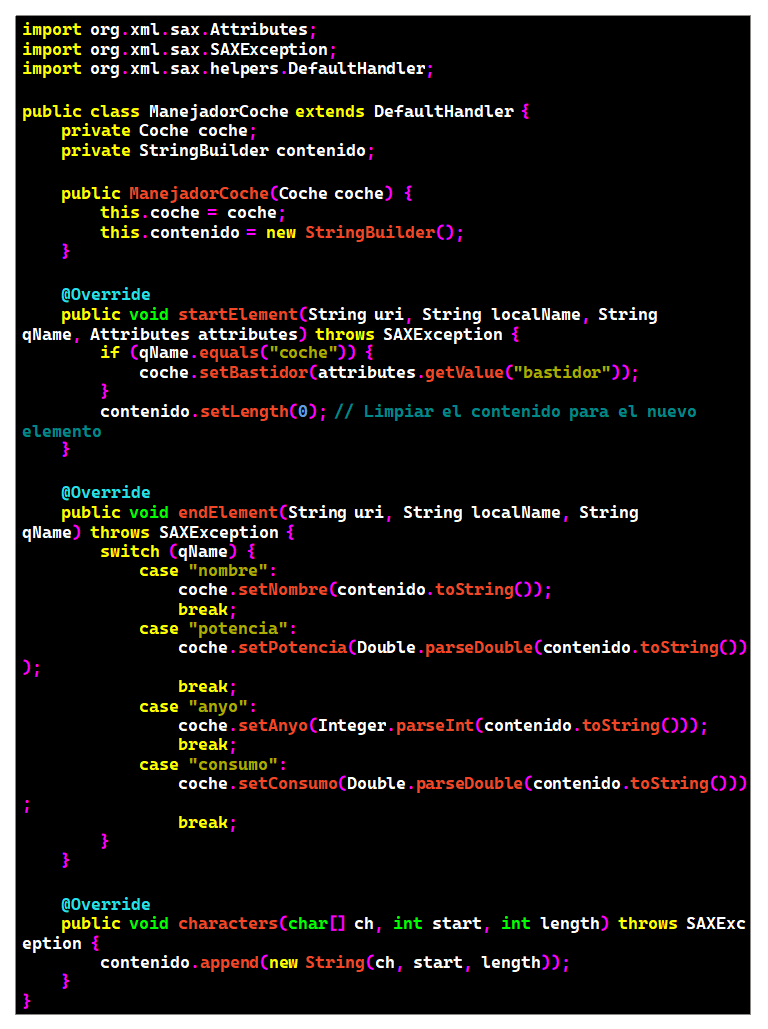 import org.xml.sax.Attributes;
import org.xml.sax.SAXException;
import org.xml.sax.helpers.DefaultHandler;

public class ManejadorCoche extends DefaultHandler {
    private Coche coche;
    private StringBuilder contenido;

    public ManejadorCoche(Coche coche) {
        this.coche = coche;
        this.contenido = new StringBuilder();
    }

    @Override
    public void startElement(String uri, String localName, String
qName, Attributes attributes) throws SAXException {
        if (qName.equals("coche")) {
            coche.setBastidor(attributes.getValue("bastidor"));
        }
        contenido.setLength(0); // Limpiar el contenido para el nuevo
elemento
    }

    @Override
    public void endElement(String uri, String localName, String
qName) throws SAXException {
        switch (qName) {
            case "nombre":
                coche.setNombre(contenido.toString());
                break;
            case "potencia":
                coche.setPotencia(Double.parseDouble(contenido.toString())
);
                break;
            case "anyo":
                coche.setAnyo(Integer.parseInt(contenido.toString()));
                break;
            case "consumo":
                coche.setConsumo(Double.parseDouble(contenido.toString()))
;
                break;
        }
    }

    @Override
    public void characters(char[] ch, int start, int length) throws SAXExc
eption {
        contenido.append(new String(ch, start, length));
    }
}